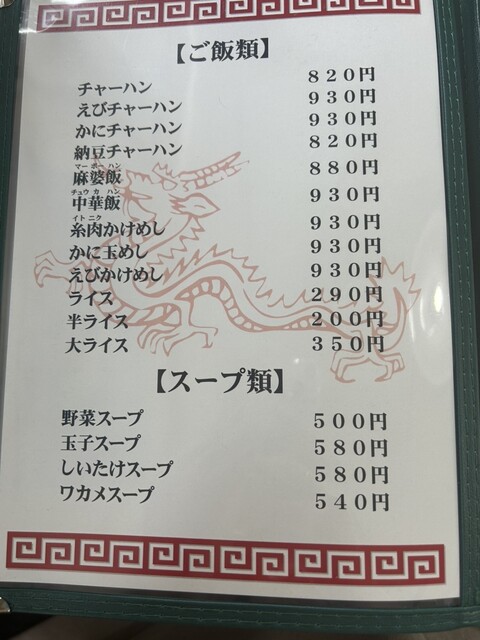 【ご飯類】
チャーハン ８２０円
えびチャーハン ９３０円
かにチャーハン ９３０円
納豆チャーハン ８２０円
マーボーハン
麻婆飯 ８８０円
チュウカハン
中華飯 ９３０円
イトニク
糸肉かけめし ９３０円
かに玉めし ９３０円
えびかけめし ９３０円
ライス ２９０円
半ライス ２００円
大ライス ３５０円
【スープ類】
野菜スープ ５００円
玉子スープ ５８０円
しいたけスープ ５８０円
ワカメスープ ５４０円